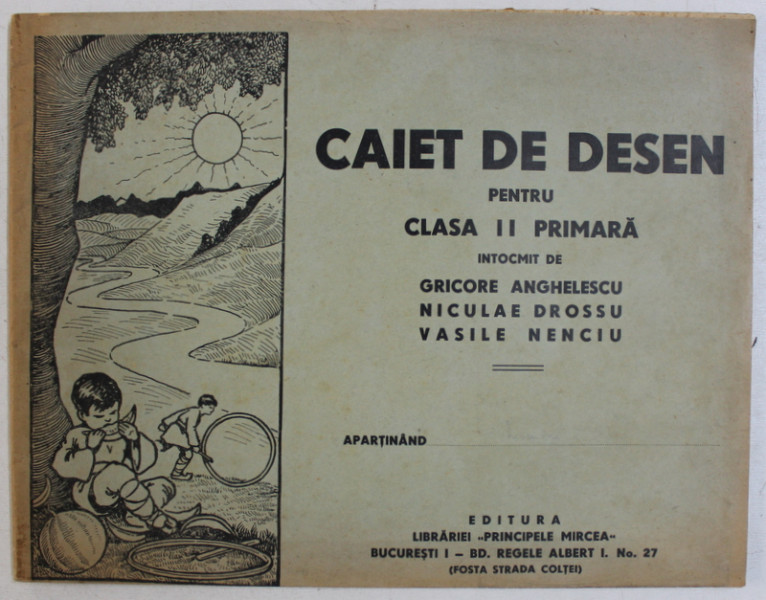 CAIET DE DESEN
PENTRU
CLASA II PRIMARĂ
INTOCMIT DE
GRICORE ANGHELESCU
NICULAE DROSSU
VASILE NENCIU
APARȚINÂND
EDITURA
LIBRĂRIEI „PRINCIPELE MIRCEA“
BUCUREȘTI I – BD. REGELE ALBERT I. No. 27
(FOSTA STRADA COLȚEI)